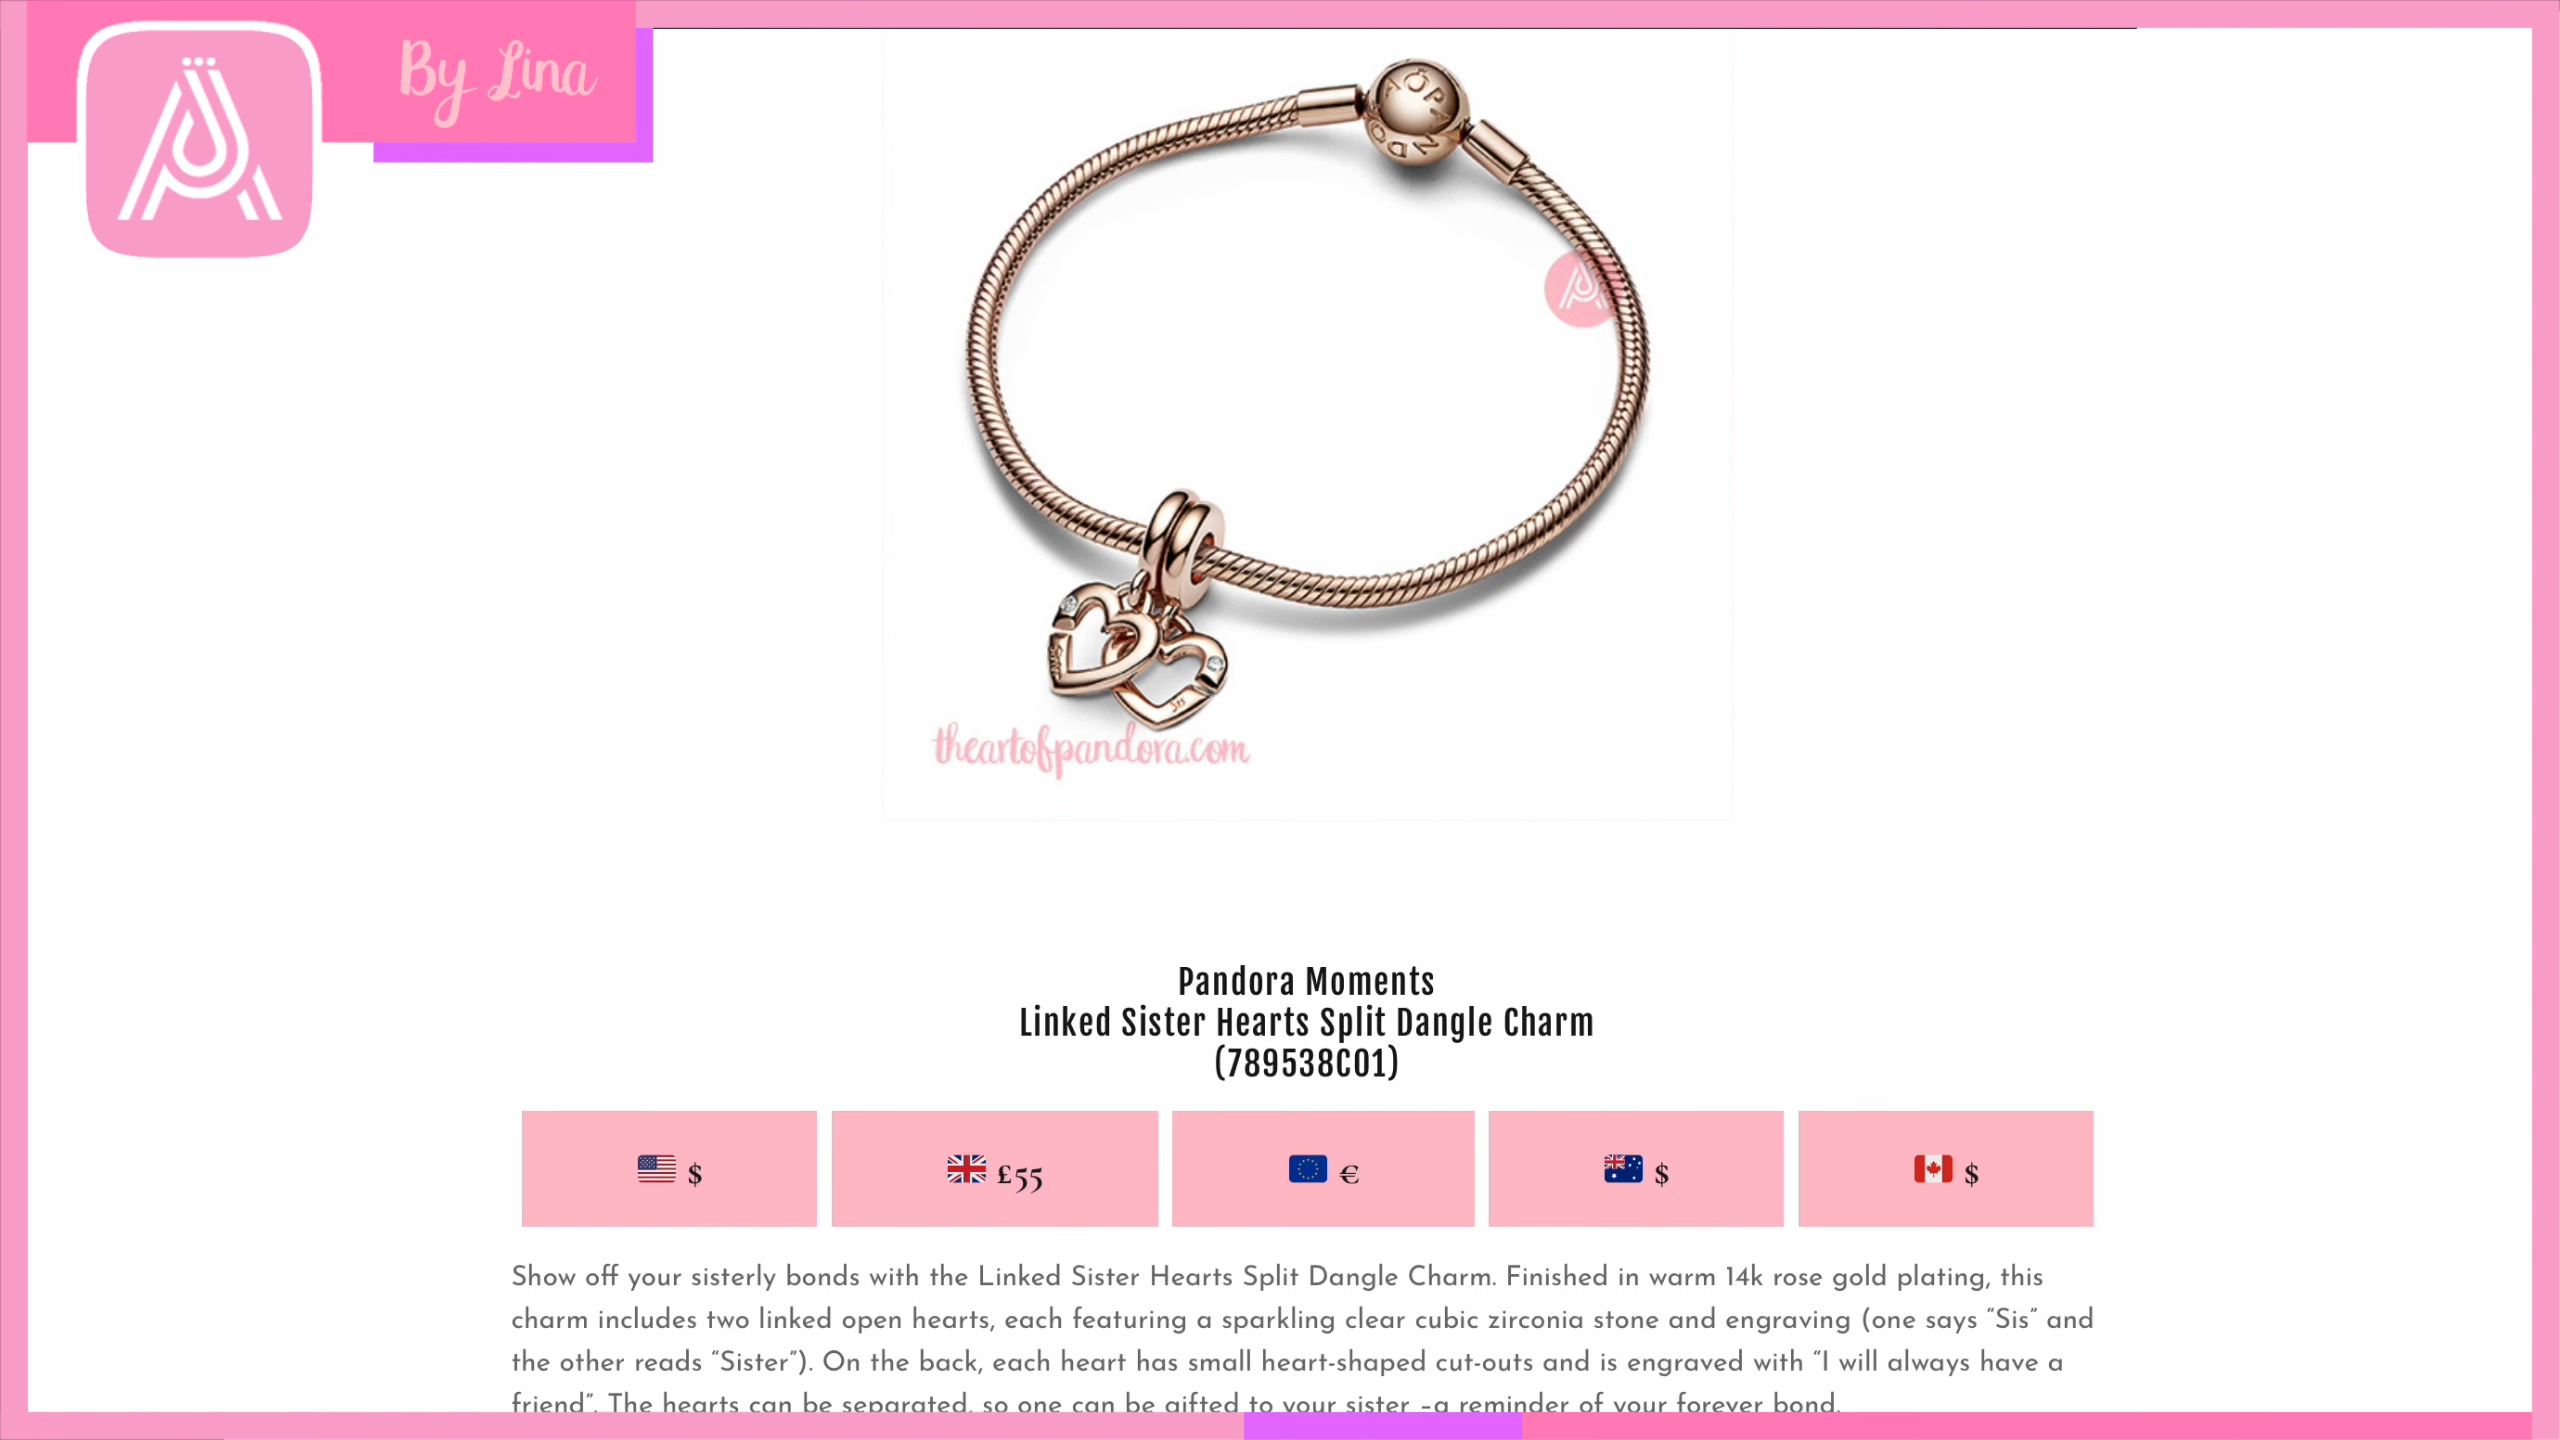 By Lina
PANDORA
Sister
Sis
theartofpandora.com
Pandora Moments
Linked Sister Hearts Split Dangle Charm
(789538C01)
$
£55
€
$
$
Show off your sisterly bonds with the Linked Sister Hearts Split Dangle Charm. Finished in warm 14k rose gold plating, this
charm includes two linked open hearts, each featuring a sparkling clear cubic zirconia stone and engraving (one says “Sis” and
the other reads “Sister”). On the back, each heart has small heart-shaped cut-outs and is engraved with “I will always have a
friend”. The hearts can be separated, so one can be gifted to your sister –a reminder of your forever bond.